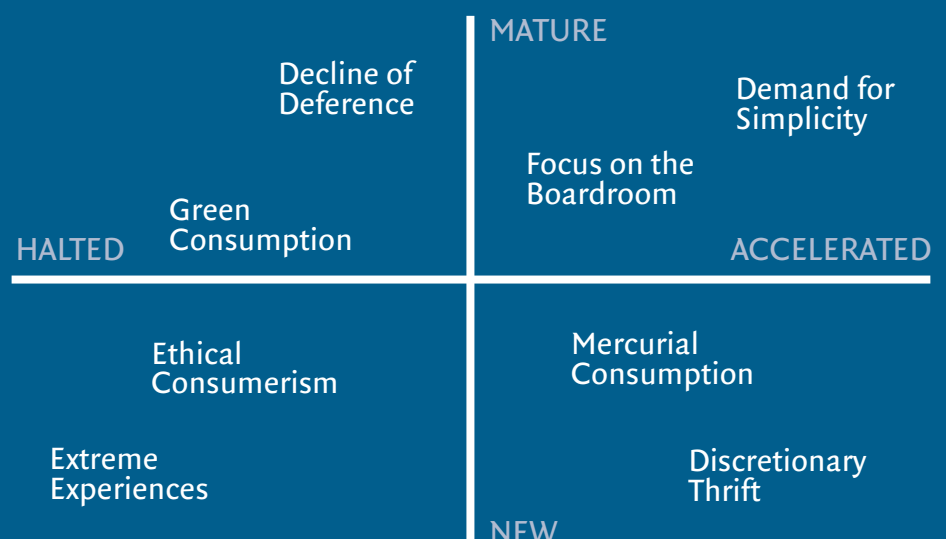 MATURE
Decline of
Deference
Demand for
Simplicity
Focus on the
Boardroom
Green
Consumption
HALTED
ACCELERATED
Ethical
Consumerism
Mercurial
Consumption
Extreme
Experiences
Discretionary
Thrift
NEW